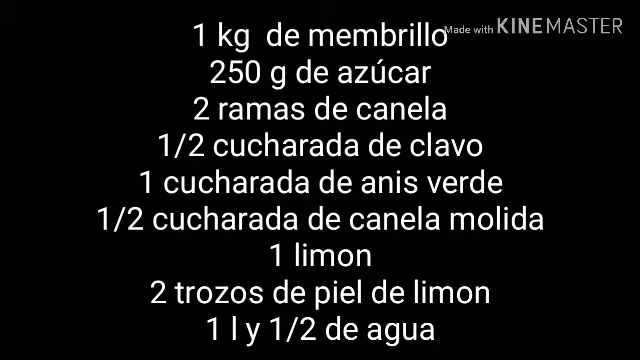 1 kg de membrillo
Made with KINEMASTER
250 g de azúcar
2 ramas de canela
1/2 cucharada de clavo
1 cucharada de anis verde
1/2 cucharada de canela molida
1 limon
2 trozos de piel de limon
1 l y 1/2 de agua